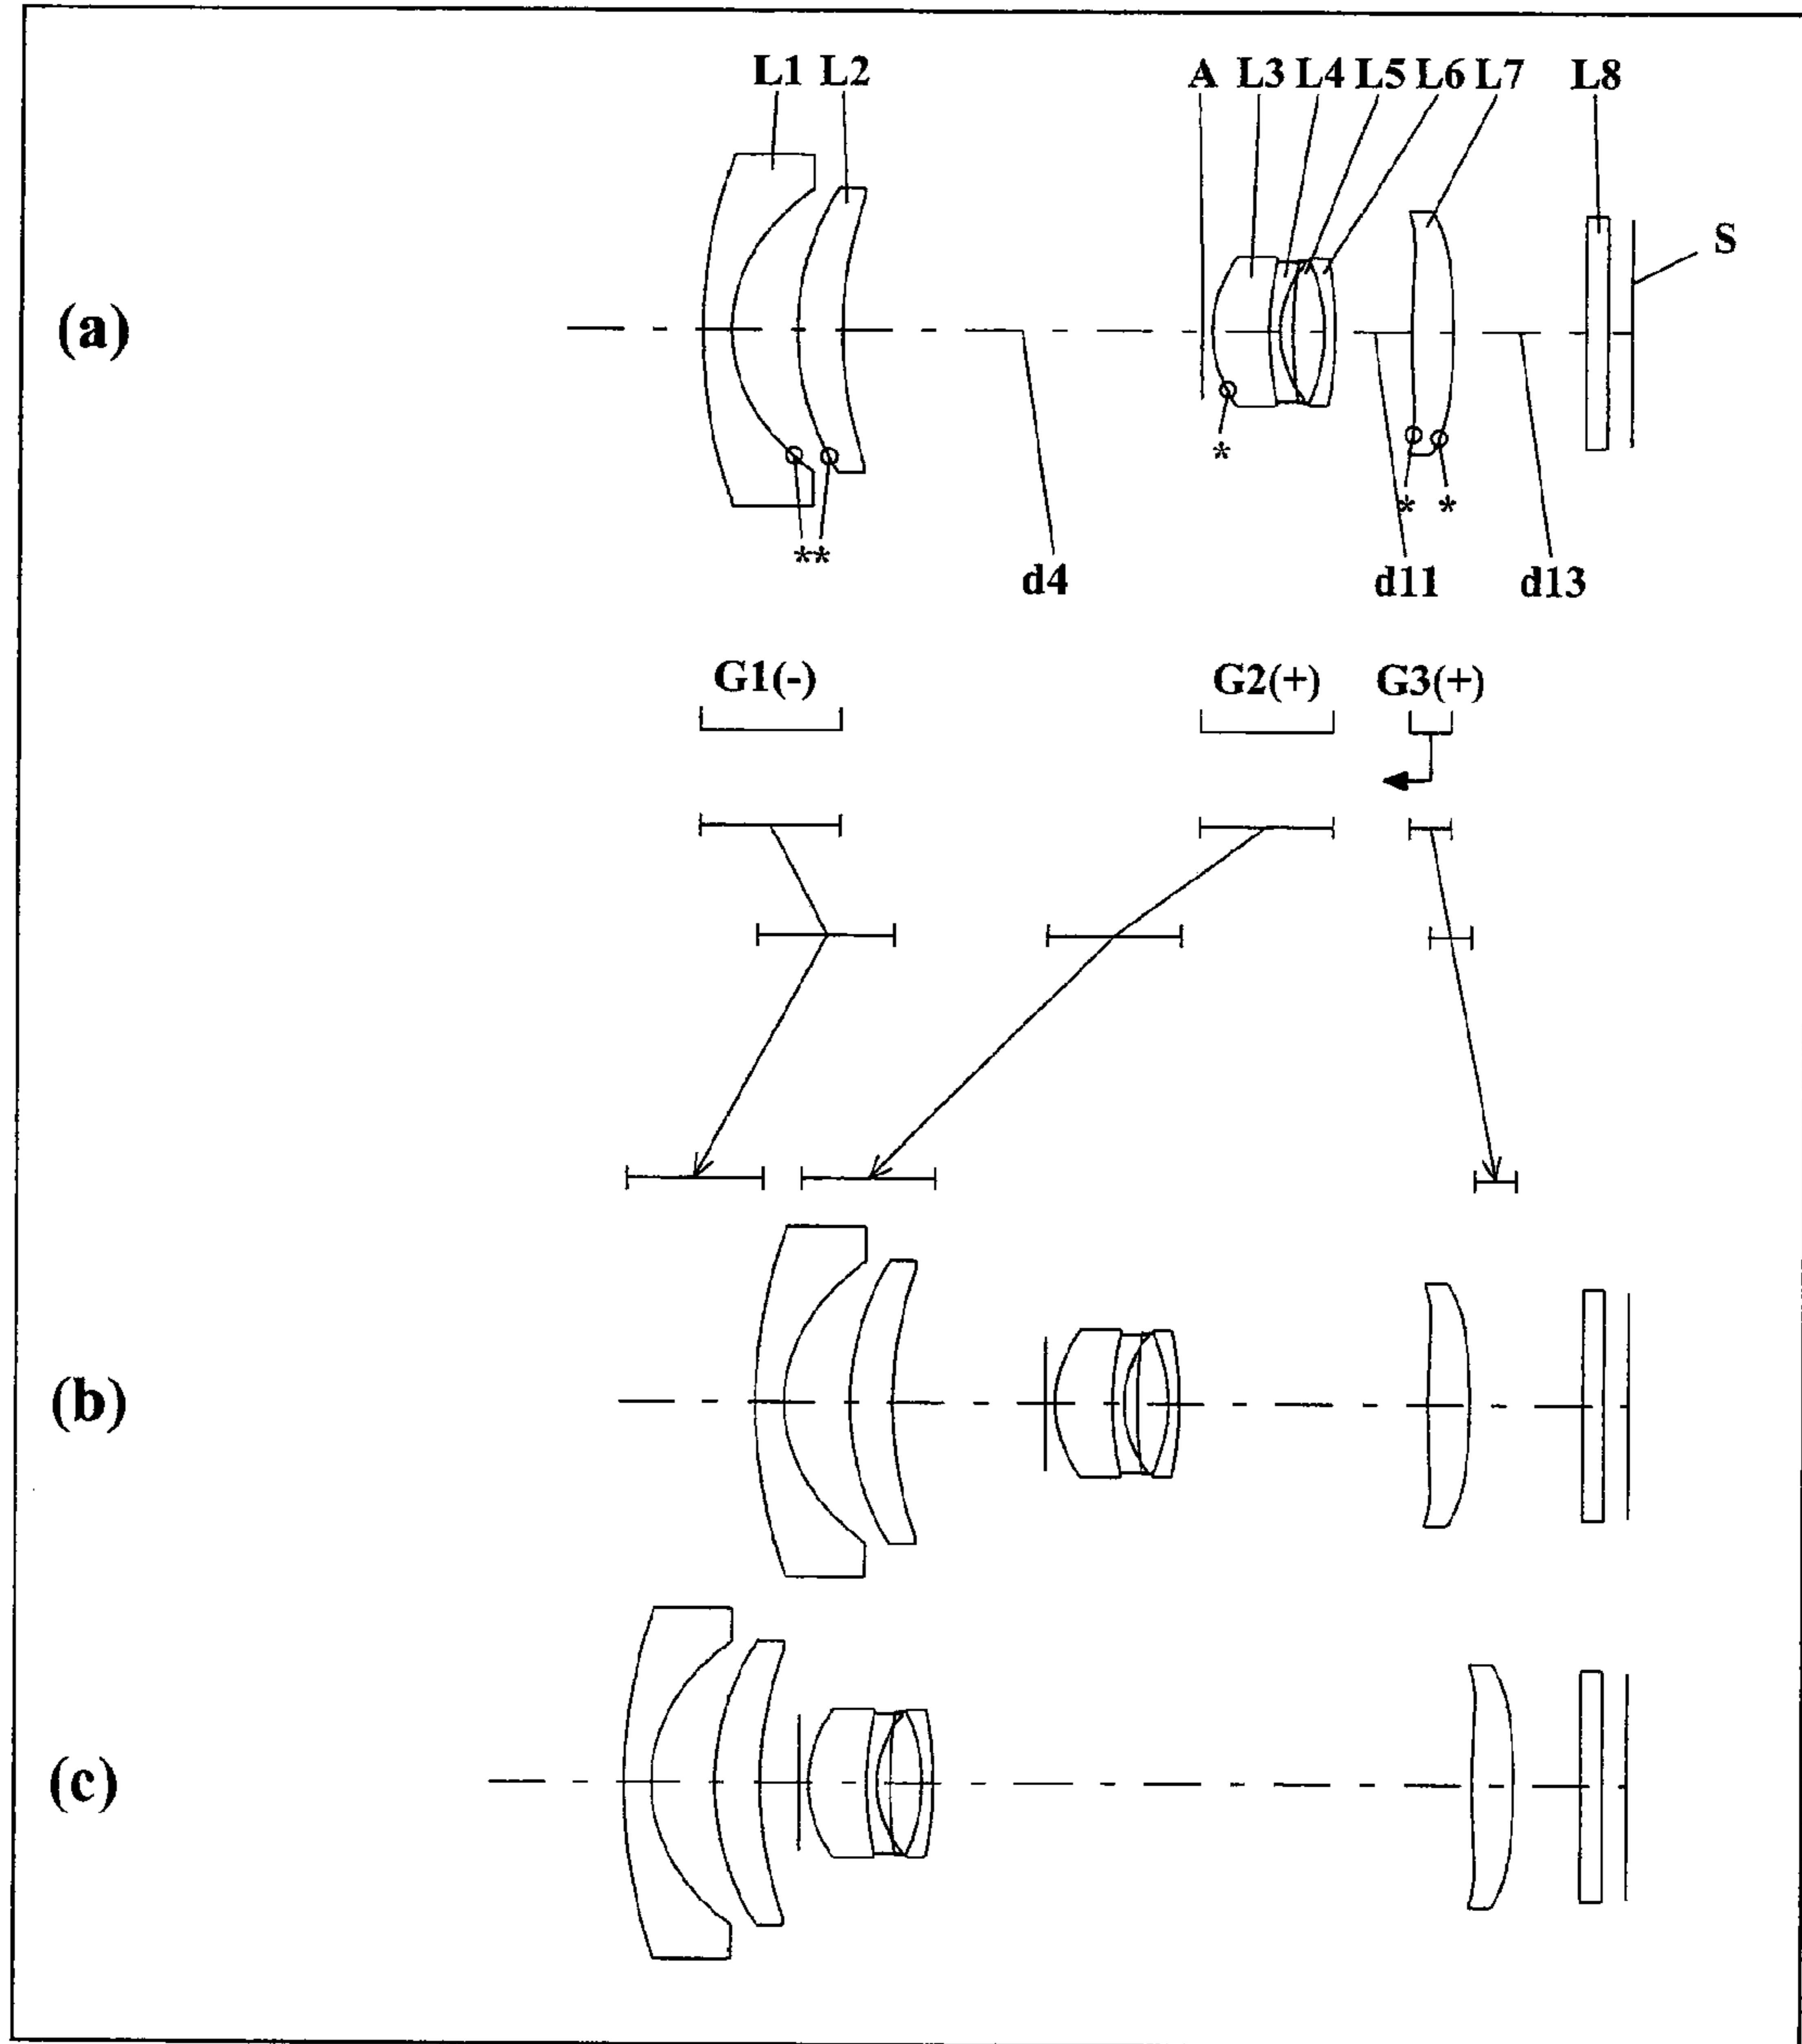 L1 L2 A L3 L4 L5 L6 L7 L8
S
(a)
*
* *
**
d4 d11 d13
G1(-) G2(+) G3(+)
(b)
(c)